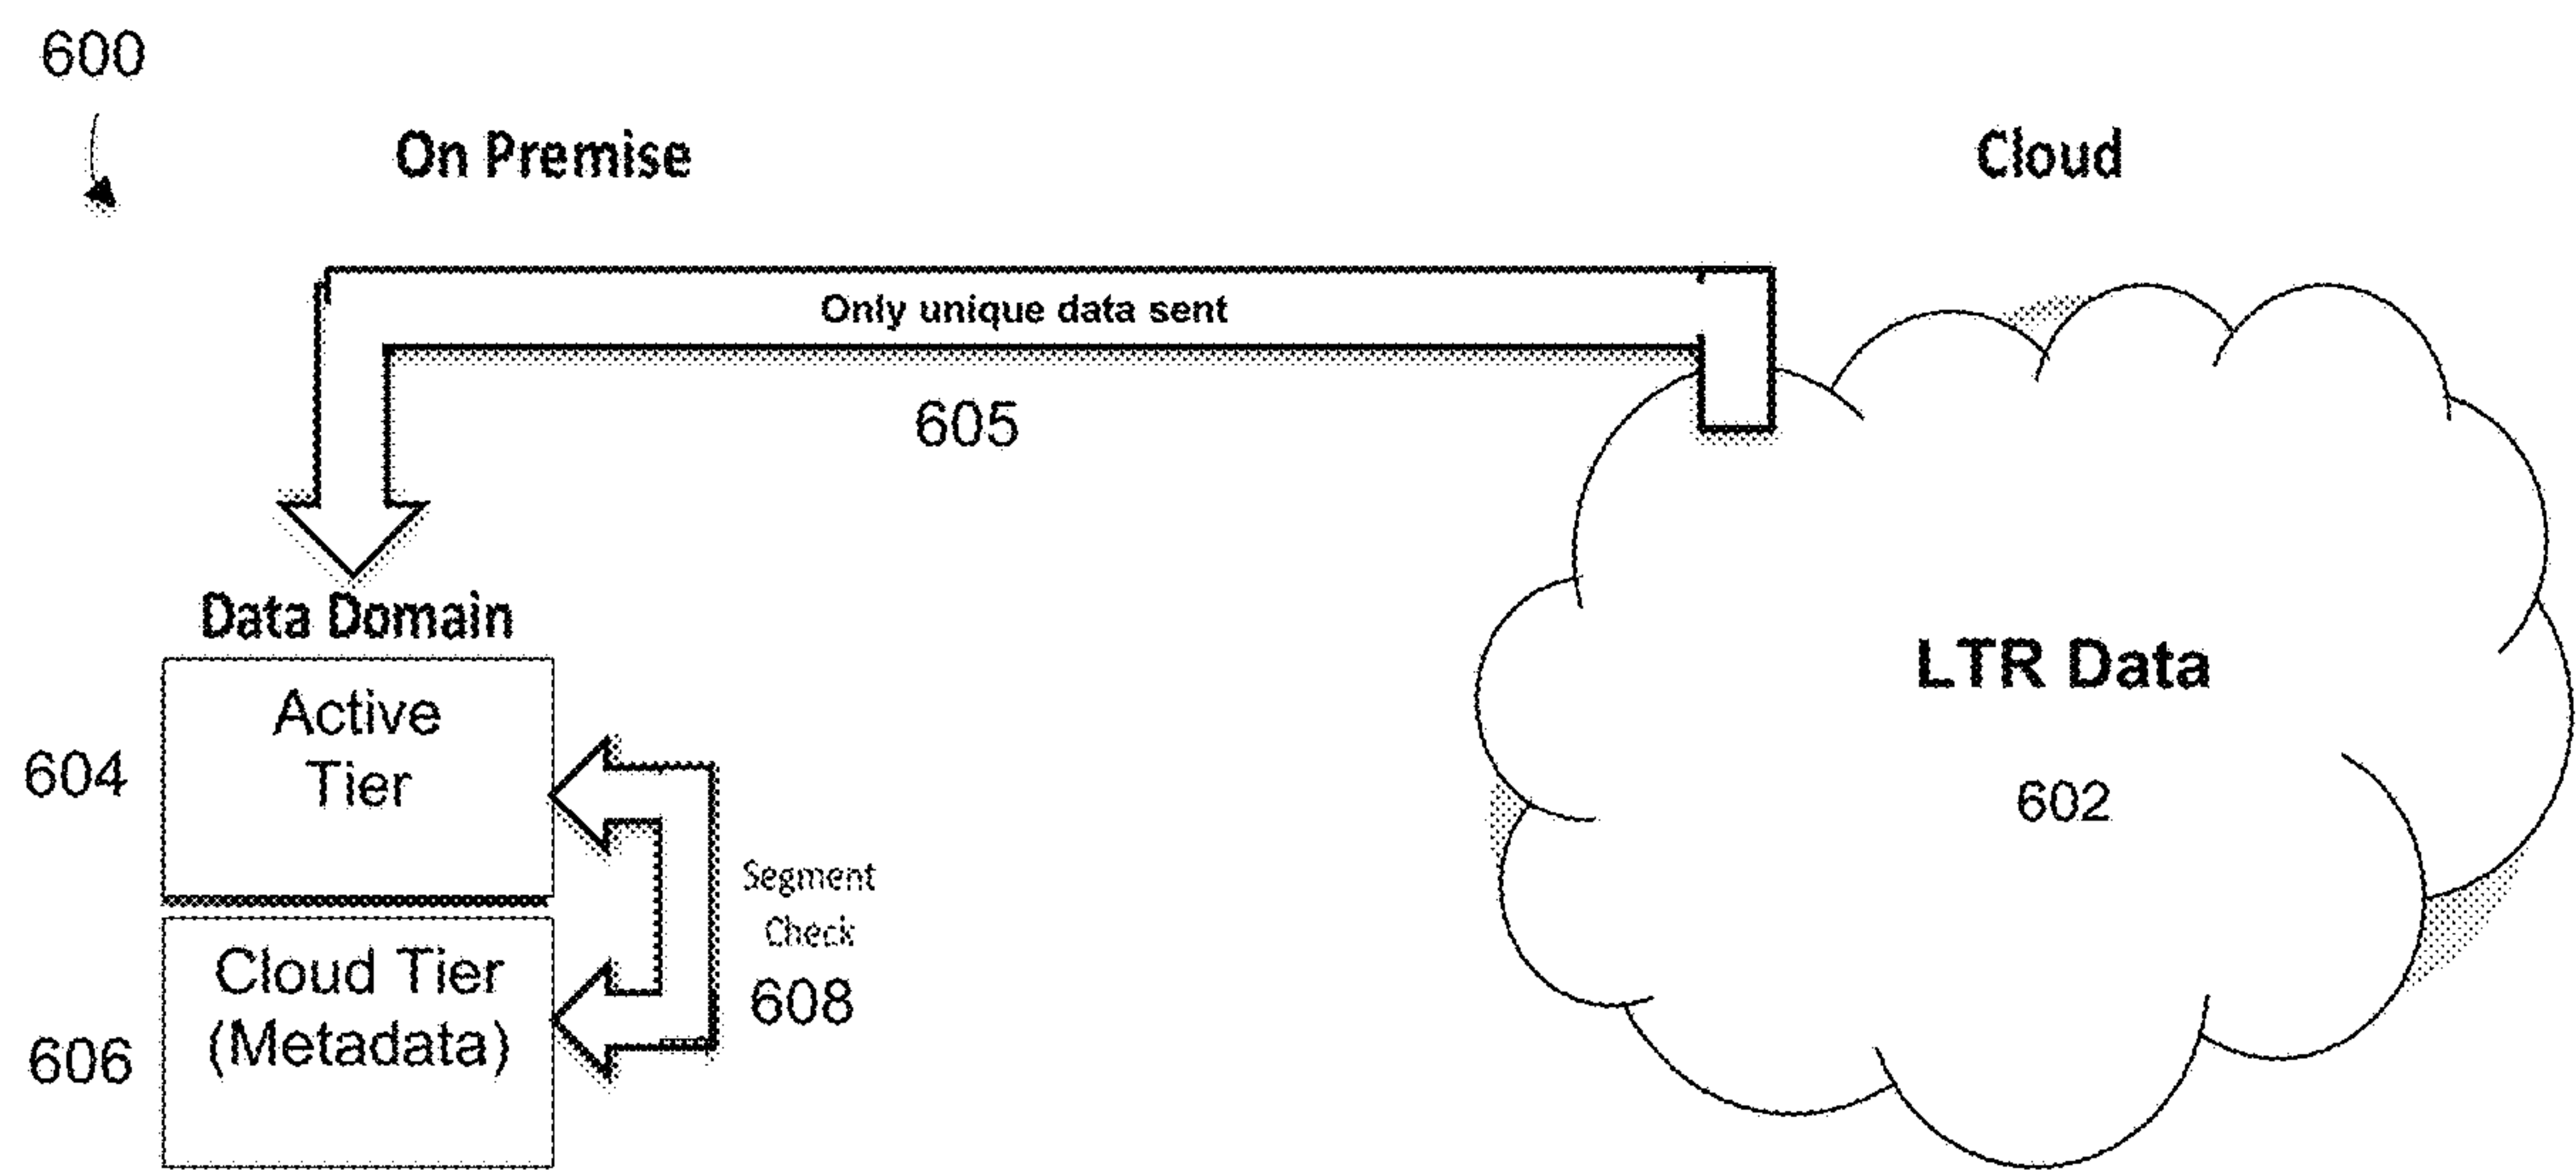 600
On Premise
Cloud
Only unique data sent
605
Data Domain
Active
Tier
604
Segment
Check
608
Cloud Tier
(Metadata)
606
LTR Data
602